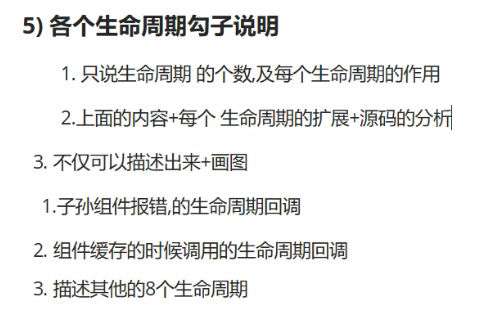 5) 各个生命周期勾子说明
1. 只说生命周期 的个数,及每个生命周期的作用
2.上面的内容+每个 生命周期的扩展+源码的分析
3. 不仅可以描述出来+画图
1.子孙组件报错,的生命周期回调
2. 组件缓存的时候调用的生命周期回调
3. 描述其他的8个生命周期